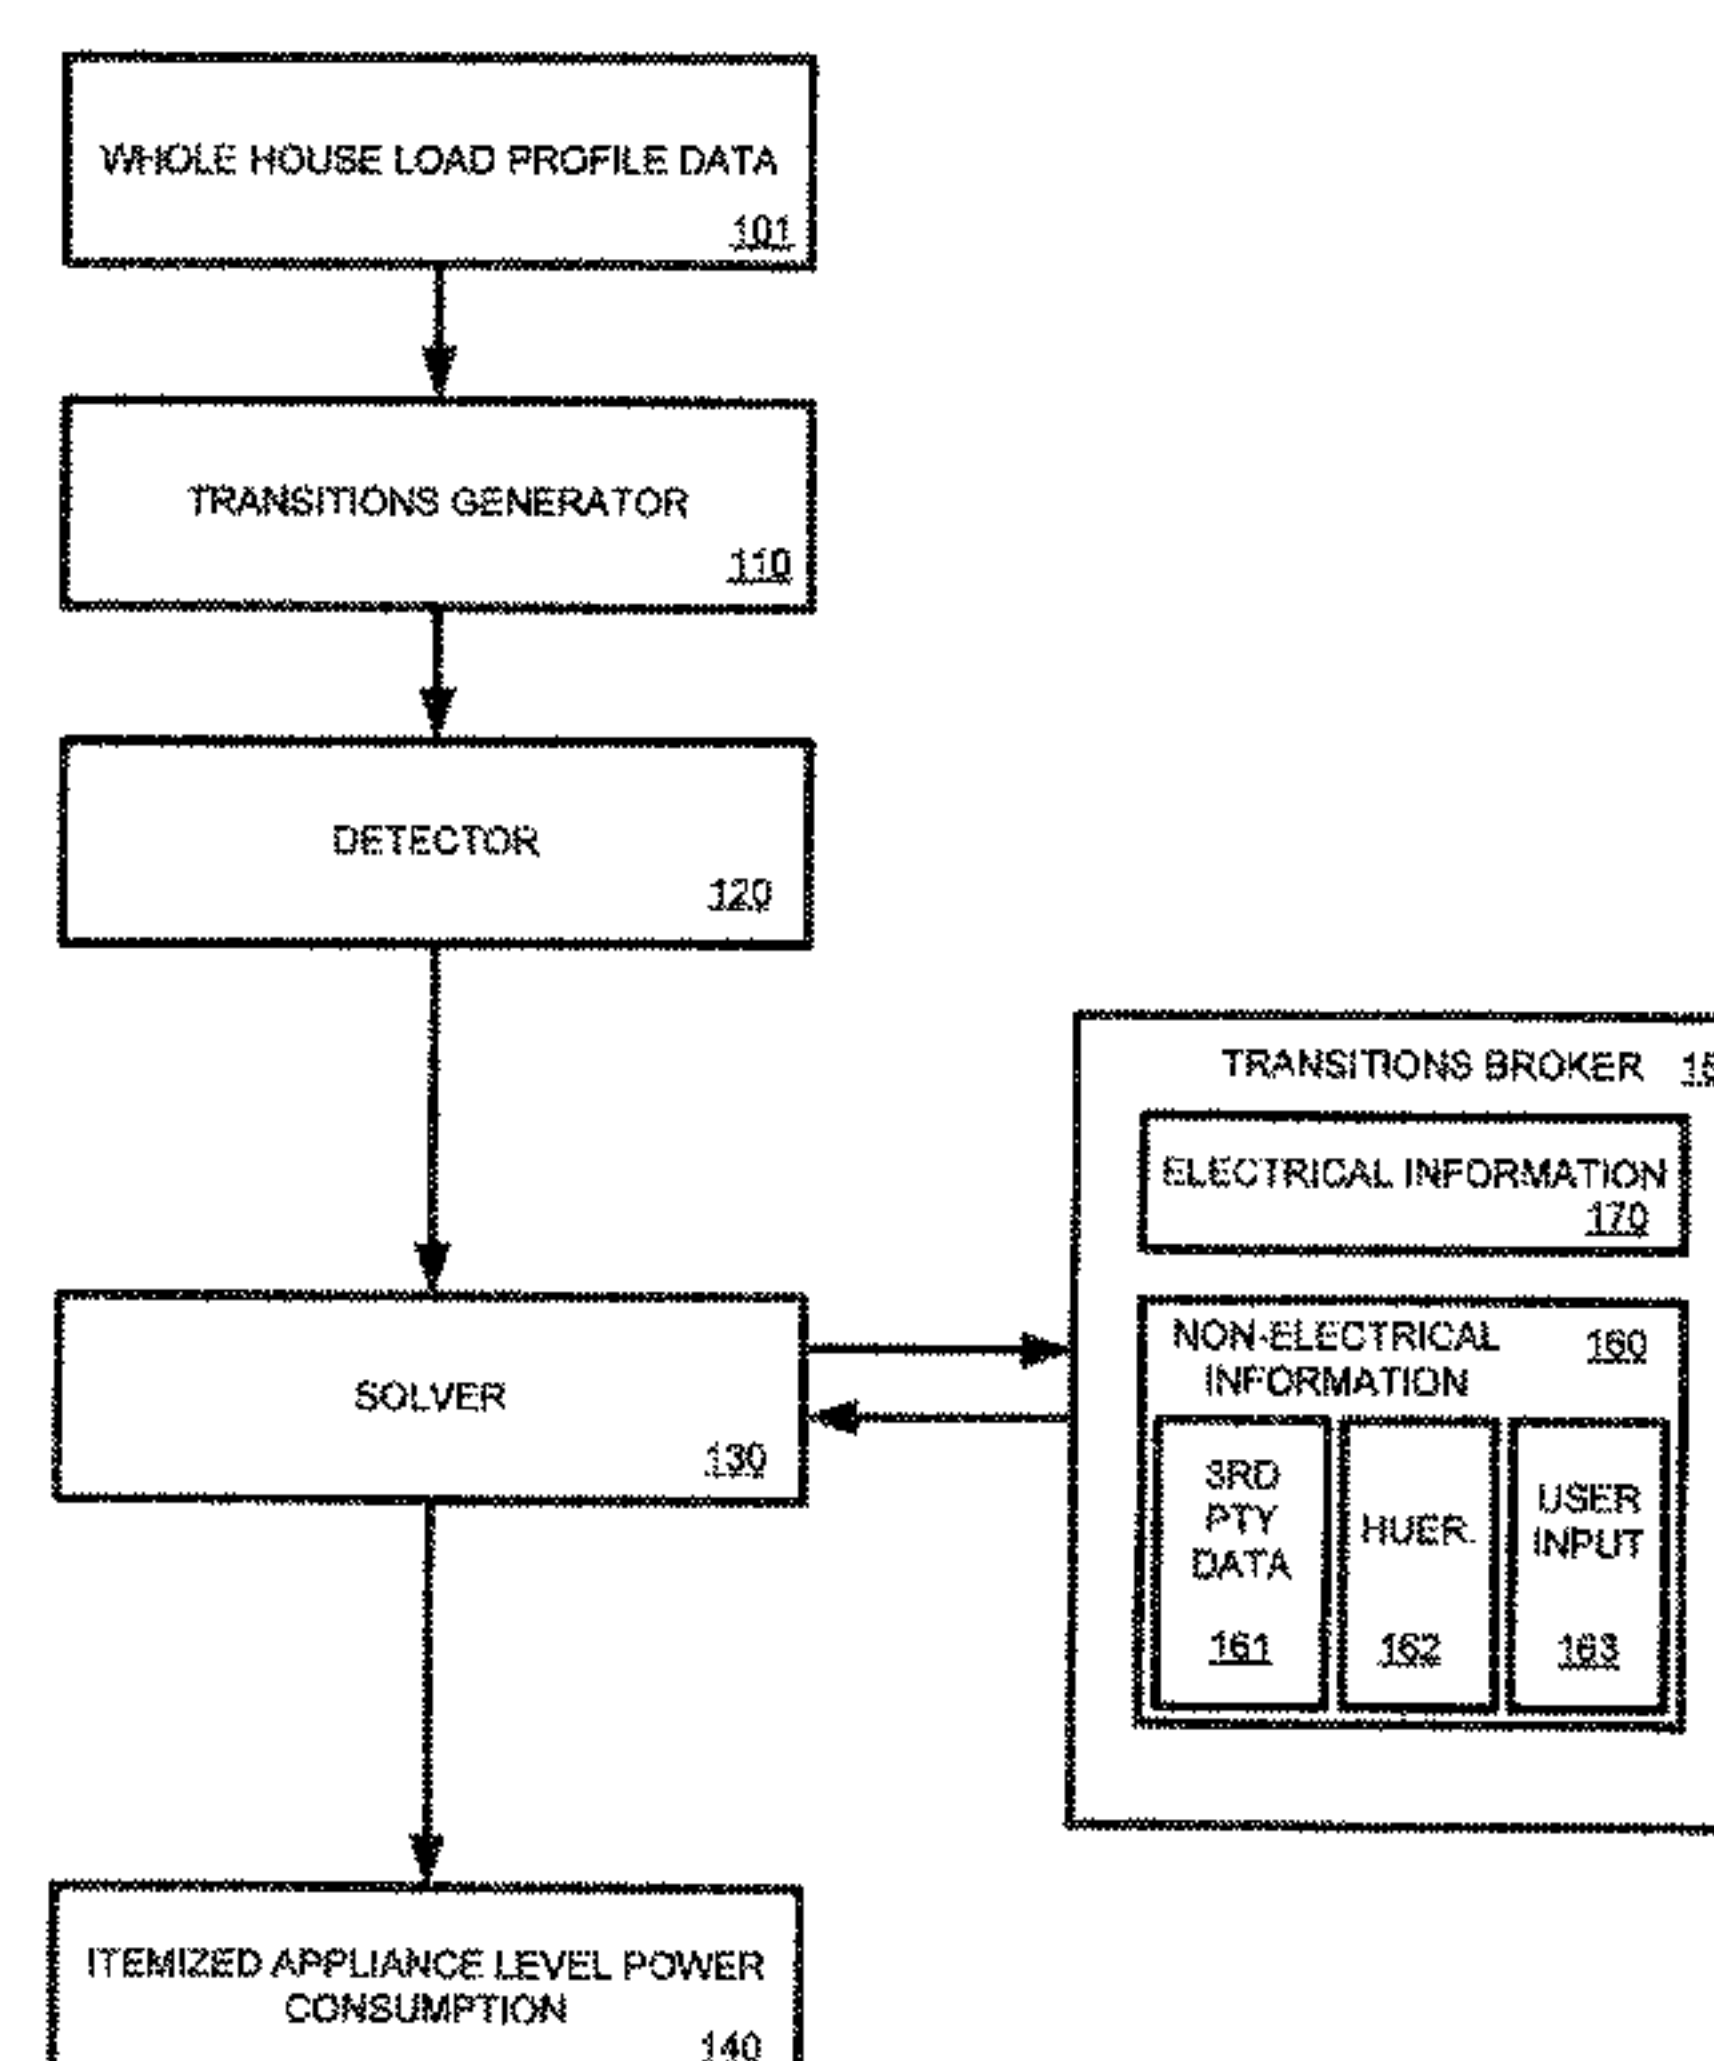 WHOLE HOUSE LOAD PROFILE DATA
101
TRANSITIONS GENERATOR
110
DETECTOR
120
SOLVER
130
ITEMIZED APPLIANCE LEVEL POWER
CONSUMPTION
140
TRANSITIONS BROKER
ELECTRICAL INFORMATION
170
NON-ELECTRICAL
INFORMATION
160
3RD
PTY
DATA
161
HUER.
162
USER
INPUT
163